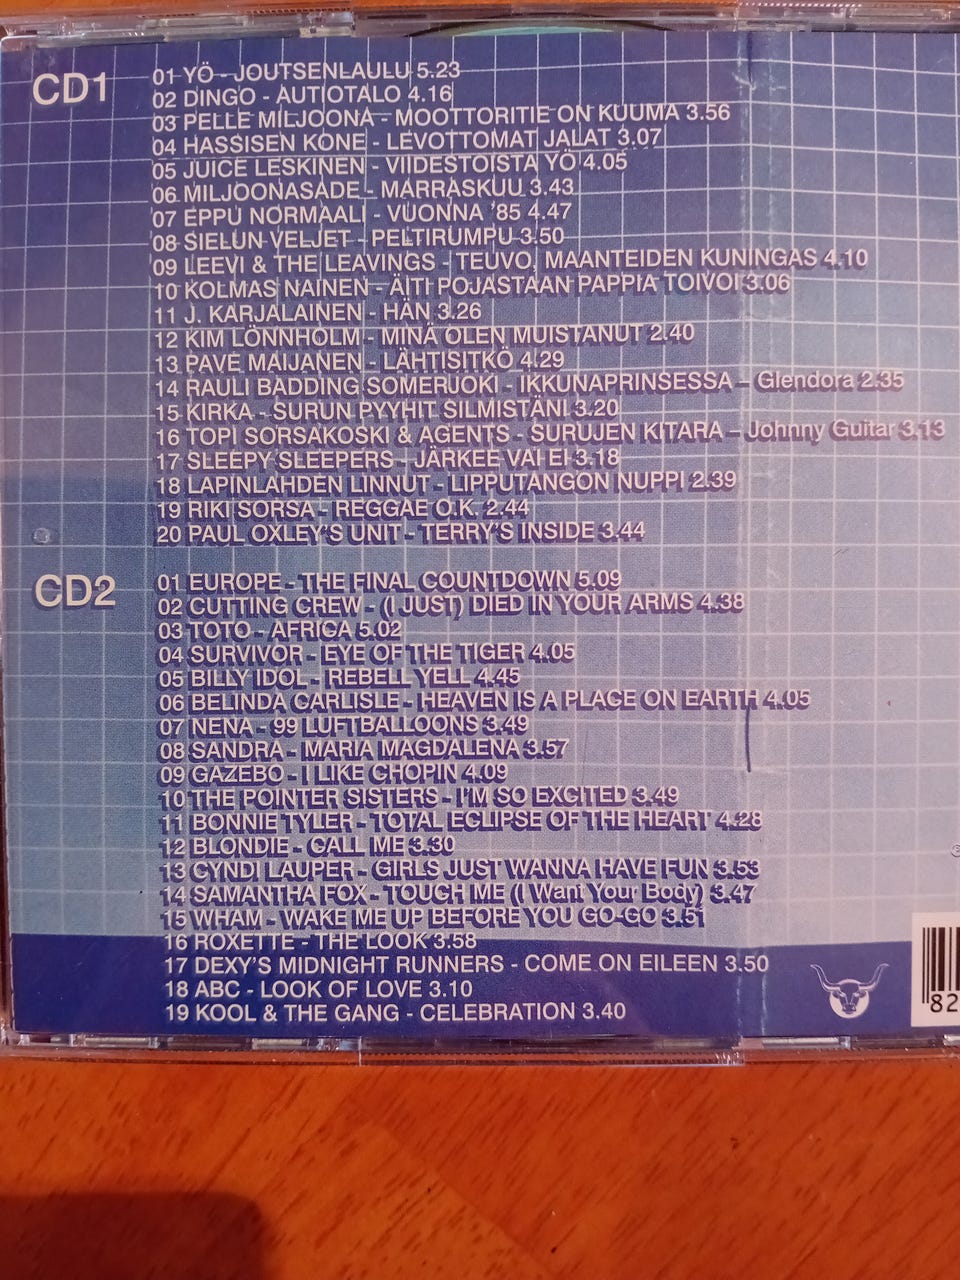 CD1
01 YÖ - JOUTSENLAULU 5.23
02 DINGO - AUTIOTALO 4.16
03 PELLE MILJOONA - MOOTTORITIE ON KUUMA 3.56
04 HASSISEN KONE - LEVOTTOMAT JALAT 3.07
05 JUICE LESKINEN - VIIDESTOISTA YÖ 4.05
06 MILJOONASADE - MARRASKUU 3.43
07 EPPU NORMAALI - VUONNA '85 4.47
08 SIELUN VELJET - PELTIRUMPU 3.50
09 LEEVI & THE LEAVINGS - TEUVO, MAANTEIDEN KUNINGAS 4.10
10 KOLMAS NAINEN - ÄITI POJASTAAN PAPPIA TOIVOI 3.06
11 J. KARJALAINEN - HÄN 3.26
12 KIM LÖNNHOLM - MINÄ OLEN MUISTANUT 2.40
13 PAVE MAIJANEN - LÄHTISITKÖ 4.29
14 RAULI BADDING SOMERJOKI - IKKUNAPRINSESSA – Glendora 2.35
15 KIRKA - SURUN PYYHIT SILMISTÄNI 3.20
16 TOPI SORSAKOSKI & AGENTS - SURUJEN KITARA – Johnny Guitar 3.13
17 SLEEPY SLEEPERS - JÄRKEE VAI EI 3.18
18 LAPINLAHDEN LINNUT - LIPPUTANGON NUPPI 2.39
19 RIKI SORSA - REGGAE O.K. 2.44
20 PAUL OXLEY'S UNIT - TERRY'S INSIDE 3.44
CD2
01 EUROPE - THE FINAL COUNTDOWN 5.09
02 CUTTING CREW - (I JUST) DIED IN YOUR ARMS 4.38
03 TOTO - AFRICA 5.02
04 SURVIVOR - EYE OF THE TIGER 4.05
05 BILLY IDOL - REBELL YELL 4.45
06 BELINDA CARLISLE - HEAVEN IS A PLACE ON EARTH 4.05
07 NENA - 99 LUFTBALLOONS 3.49
08 SANDRA - MARIA MAGDALENA 3.57
09 GAZEBO - I LIKE CHOPIN 4.09
10 THE POINTER SISTERS - I'M SO EXCITED 3.49
11 BONNIE TYLER - TOTAL ECLIPSE OF THE HEART 4.28
12 BLONDIE - CALL ME 3.30
13 CYNDI LAUPER - GIRLS JUST WANNA HAVE FUN 3.53
14 SAMANTHA FOX - TOUCH ME (I Want Your Body) 3.47
15 WHAM - WAKE ME UP BEFORE YOU GO-GO 3.51
16 ROXETTE - THE LOOK 3.58
17 DEXY'S MIDNIGHT RUNNERS - COME ON EILEEN 3.50
18 ABC - LOOK OF LOVE 3.10
19 KOOL & THE GANG - CELEBRATION 3.40
82